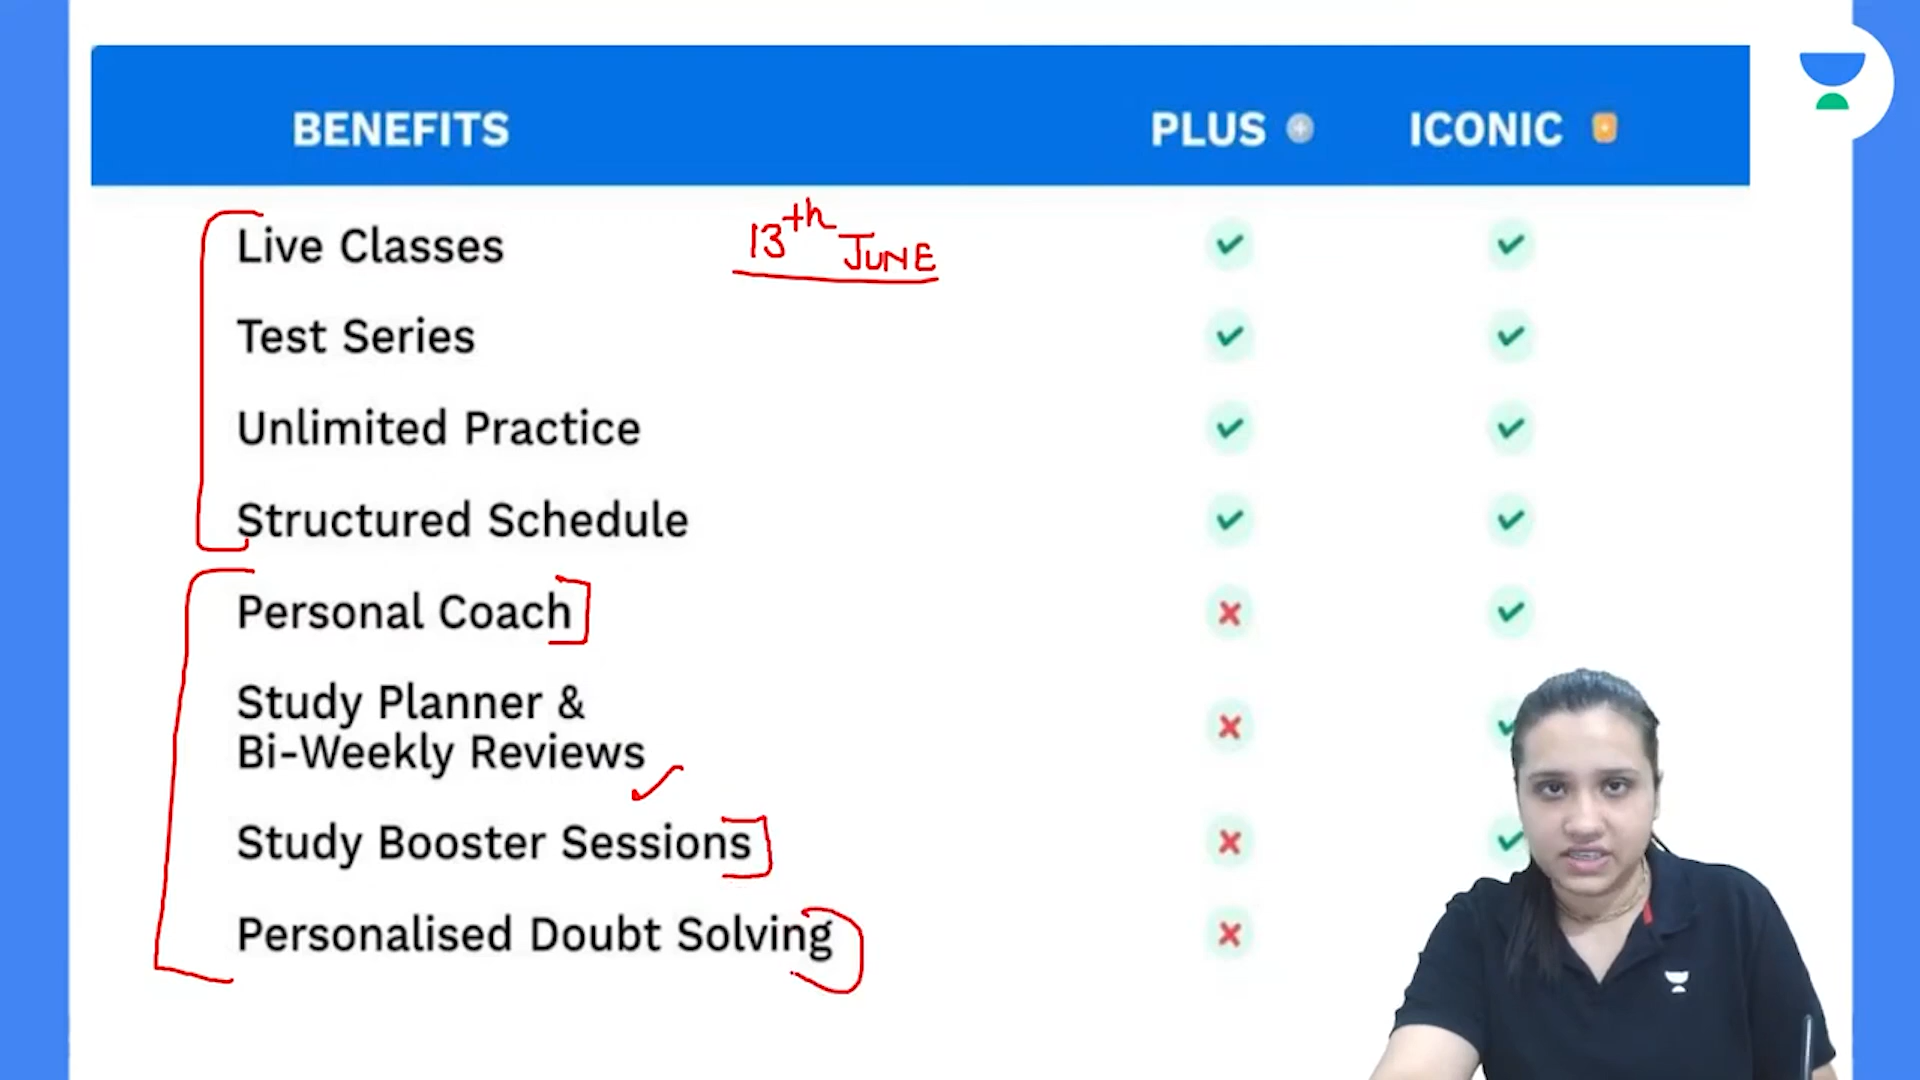 BENEFITS PLUS ICONIC
Live Classes 13th JUNE
Test Series
Unlimited Practice
Structured Schedule
Personal Coach
Study Planner &
Bi-Weekly Reviews
Study Booster Sessions
Personalised Doubt Solving